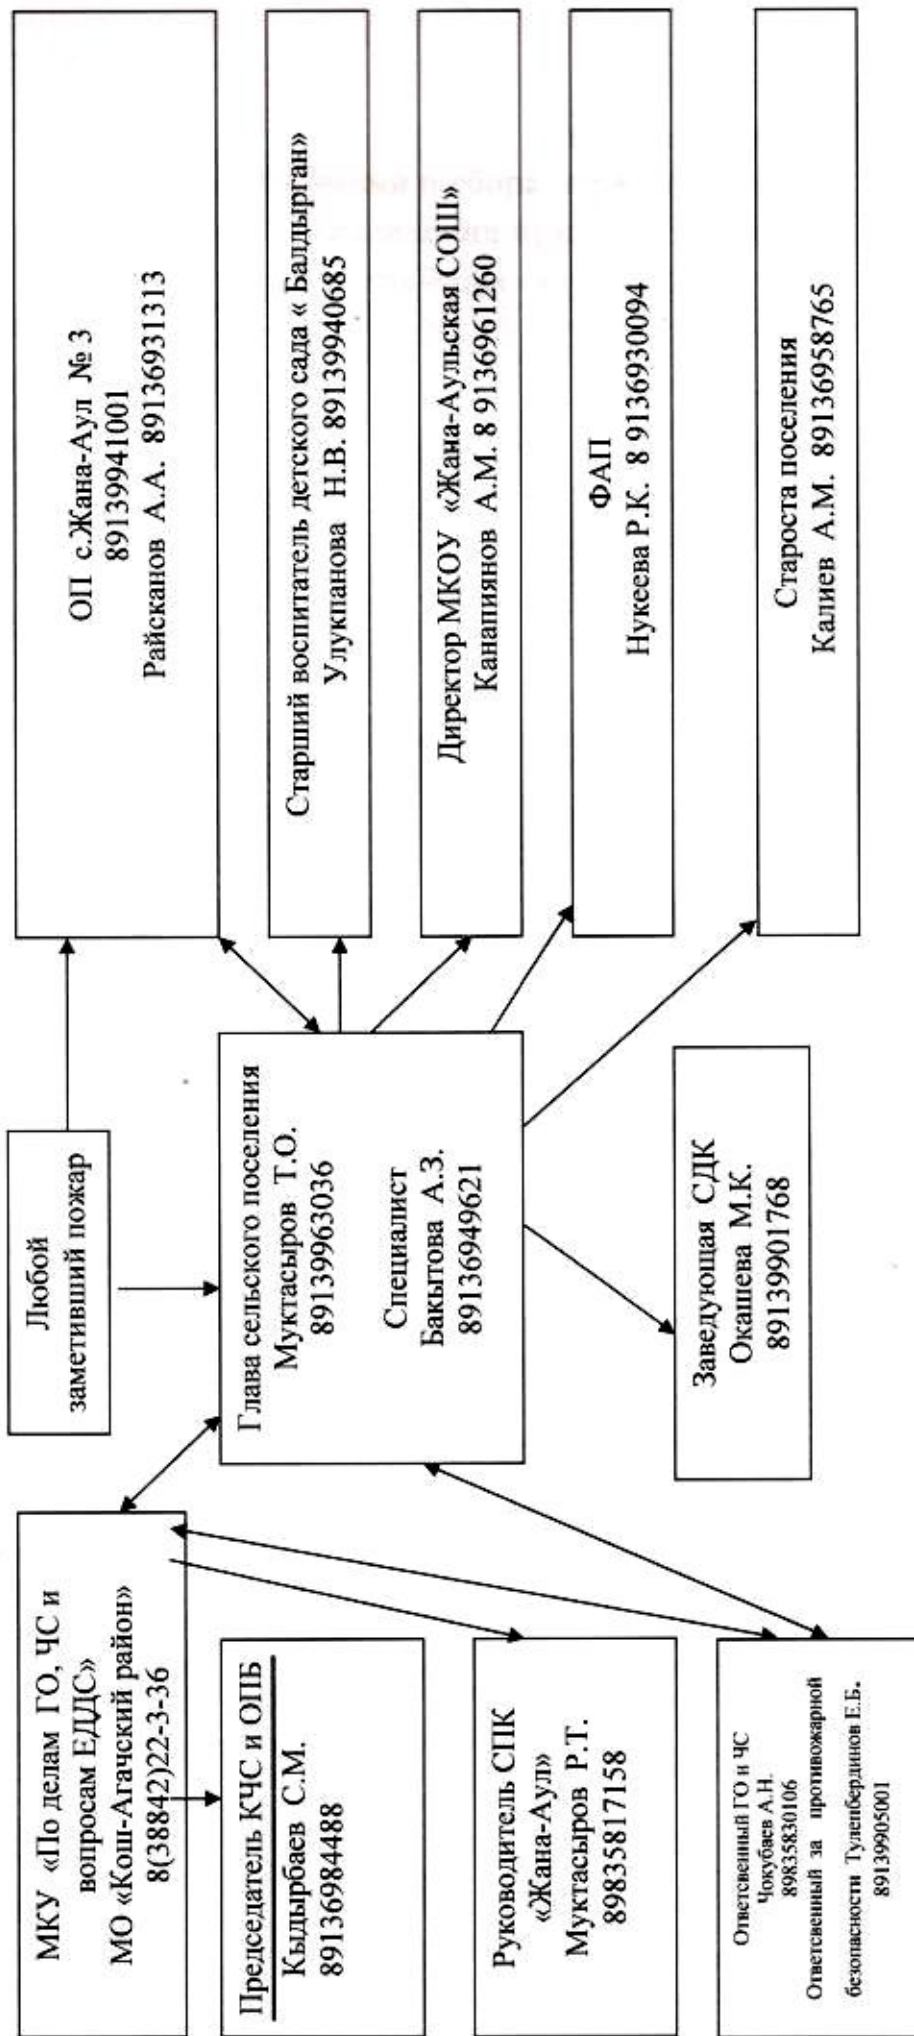 МКУ «По делам ГО, ЧС и
вопросам ЕДДС»
МО «Кош-Агачский район»
8(38842)22-3-36
Председатель КЧС и ОПБ
Кыдырбаев С.М.
89136984488
Руководитель СПК
«Жана-Аул»
Муктасыров Р.Т.
89835817158
Ответсвенный ГО и ЧС
Чокубаев А.Н.
89835830106
Ответсвенный за противожарной
безопасности Туленбердинов Е.Б.
89139905001
Любой
заметивший пожар
Глава сельского поселения
Муктасыров Т.О.
89139963036
Специалист
Бакытова А.З.
89136949621
Заведующая СДК
Окашева М.К.
89139901768
ОП с.Жана-Аул № 3
89139941001
Райсканов А.А. 89136931313
Старший воспитатель детского сада « Балдырган»
Улукпанова Н.В. 89139940685
Директор МКОУ «Жана-Аульская СОШ»
Канапиянов А.М. 8 9136961260
ФАП
Нукеева Р.К. 8 9136930094
Староста поселения
Калиев А.М. 89136958765